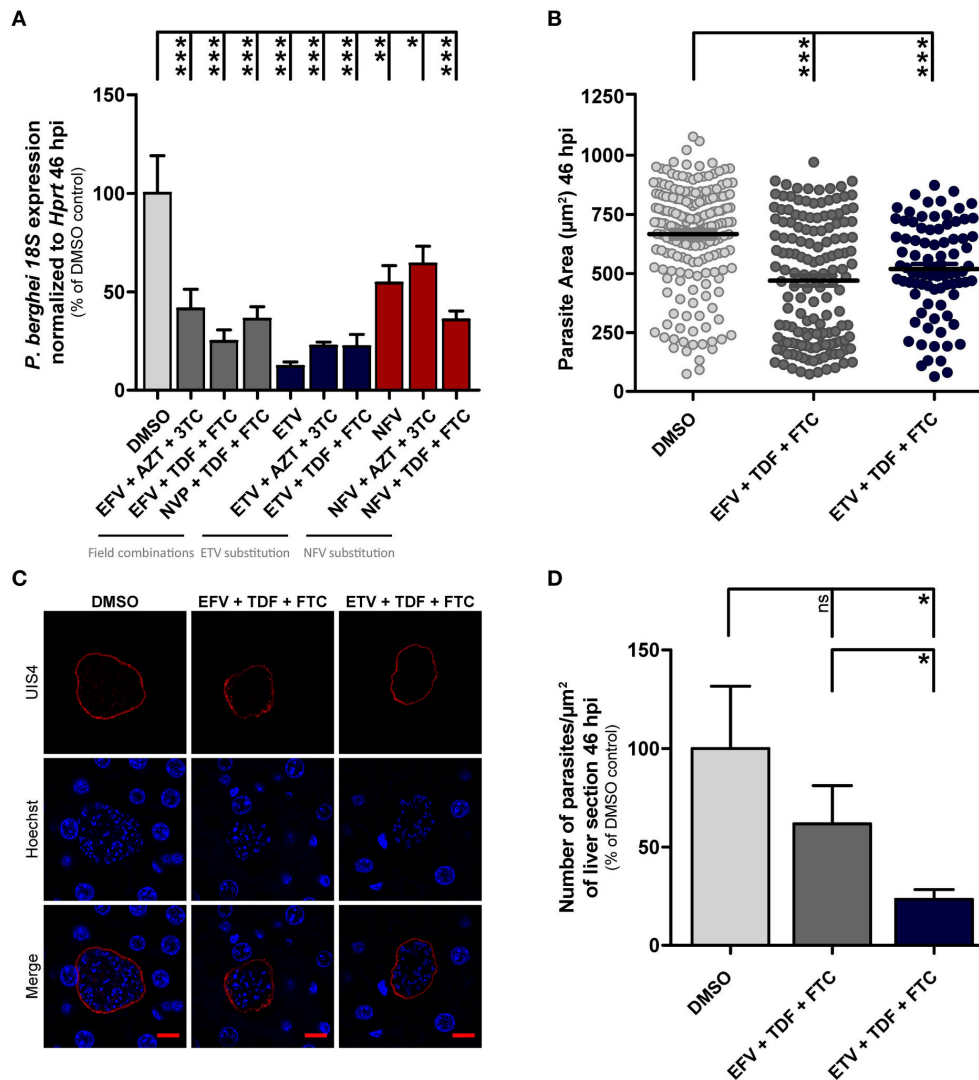 A
***
***
***
***
***
***
**
*
***
P. berghei 18S expression
normalized to Hprt 46 hpi
(% of DMSO control)
150
100
50
0
DMSO
EFV + AZT + 3TC
EFV + TDF + FTC
NVP + TDF + FTC
ETV
ETV + AZT + 3TC
ETV + TDF + FTC
NFV
NFV + AZT + 3TC
NFV + TDF + FTC
Field combinations
ETV substitution
NFV substitution
B
***
***
Parasite Area (µm²) 46 hpi
1250
1000
750
500
250
0
DMSO
EFV + TDF + FTC
ETV + TDF + FTC
C
DMSO
EFV + TDF + FTC
ETV + TDF + FTC
UIS4
Hoechst
Merge
D
ns
*
*
Number of parasites/µm²
of liver section 46 hpi
(% of DMSO control)
150
100
50
0
DMSO
EFV + TDF + FTC
ETV + TDF + FTC